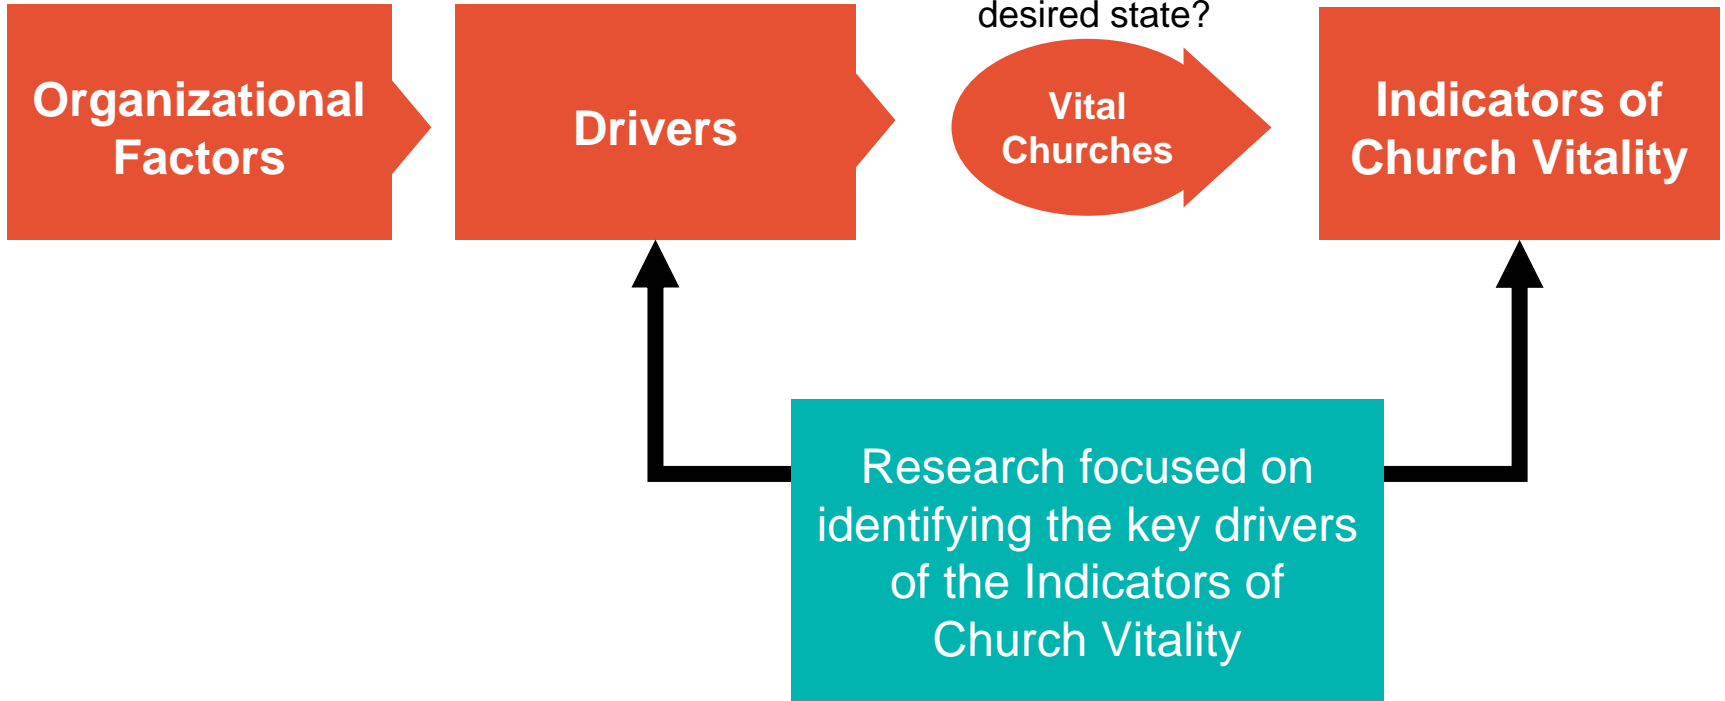 desired state?
Organizational
Factors
Drivers
Vital
Churches
Indicators of
Church Vitality
Research focused on
identifying the key drivers
of the Indicators of
Church Vitality